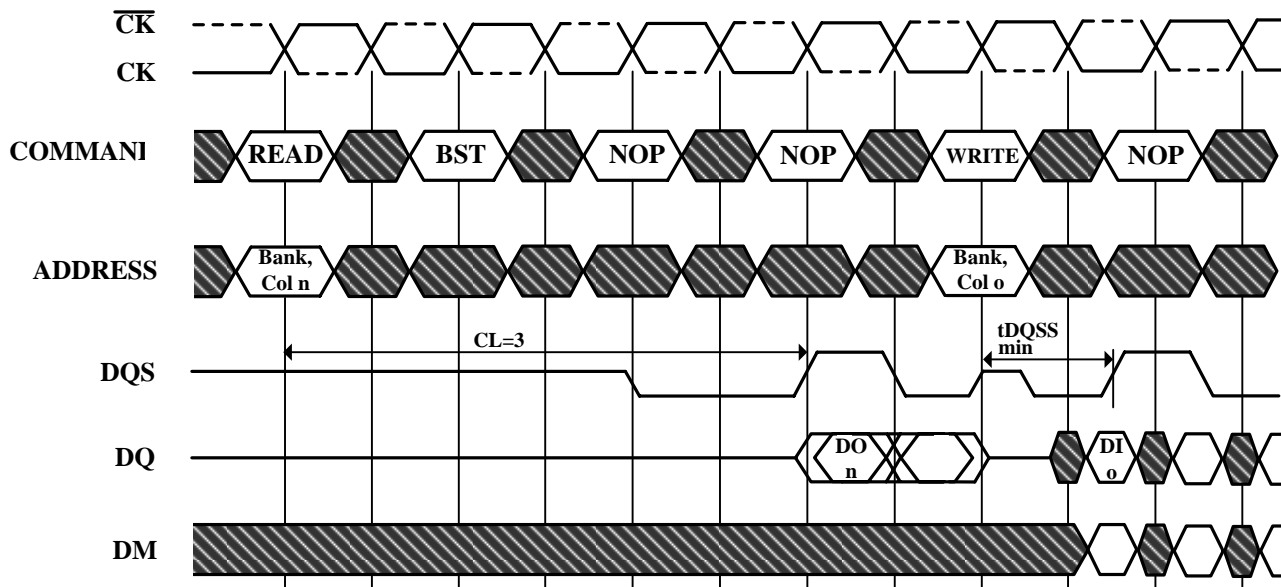 CK
CK
COMMANI
READ BST NOP NOP WRITE NOP
ADDRESS
Bank,
Col n
Bank,
Col o
CL=3
tDQSS
min
DQS
DQ
DO
n
DI
o
DM